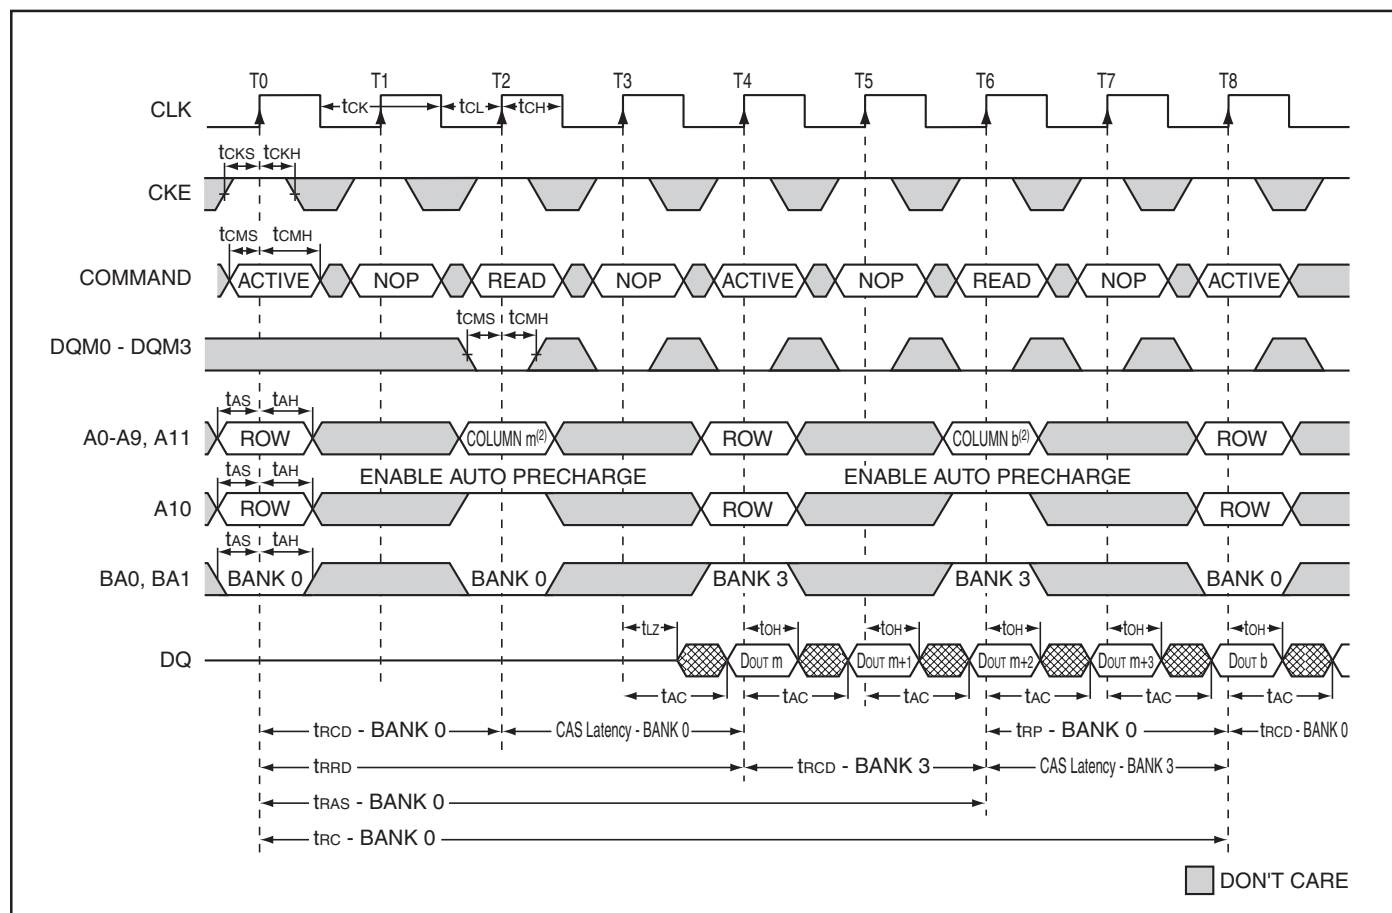 T0 T1 T2 T3 T4 T5 T6 T7 T8
CLK tCK tCL tCH
tCKS tCKH
CKE
tCMS tCMH
COMMAND ACTIVE NOP READ NOP ACTIVE NOP READ NOP ACTIVE
tCMS tCMH
DQM0 - DQM3
tAS tAH
A0-A9, A11 ROW COLUMN m(2) ROW COLUMN b(2) ROW
tAS tAH ENABLE AUTO PRECHARGE ENABLE AUTO PRECHARGE
A10 ROW ROW ROW
tAS tAH
BA0, BA1 BANK 0 BANK 0 BANK 3 BANK 3 BANK 0
tLZ tOH tOH tOH tOH tOH
DQ DOUT m DOUT m+1 DOUT m+2 DOUT m+3 DOUT b
tAC tAC tAC tAC tAC tAC
tRCD - BANK 0 CAS Latency - BANK 0 tRP - BANK 0 tRCD - BANK 0
tRRD tRCD - BANK 3 CAS Latency - BANK 3
tRAS - BANK 0
tRC - BANK 0
DON'T CARE